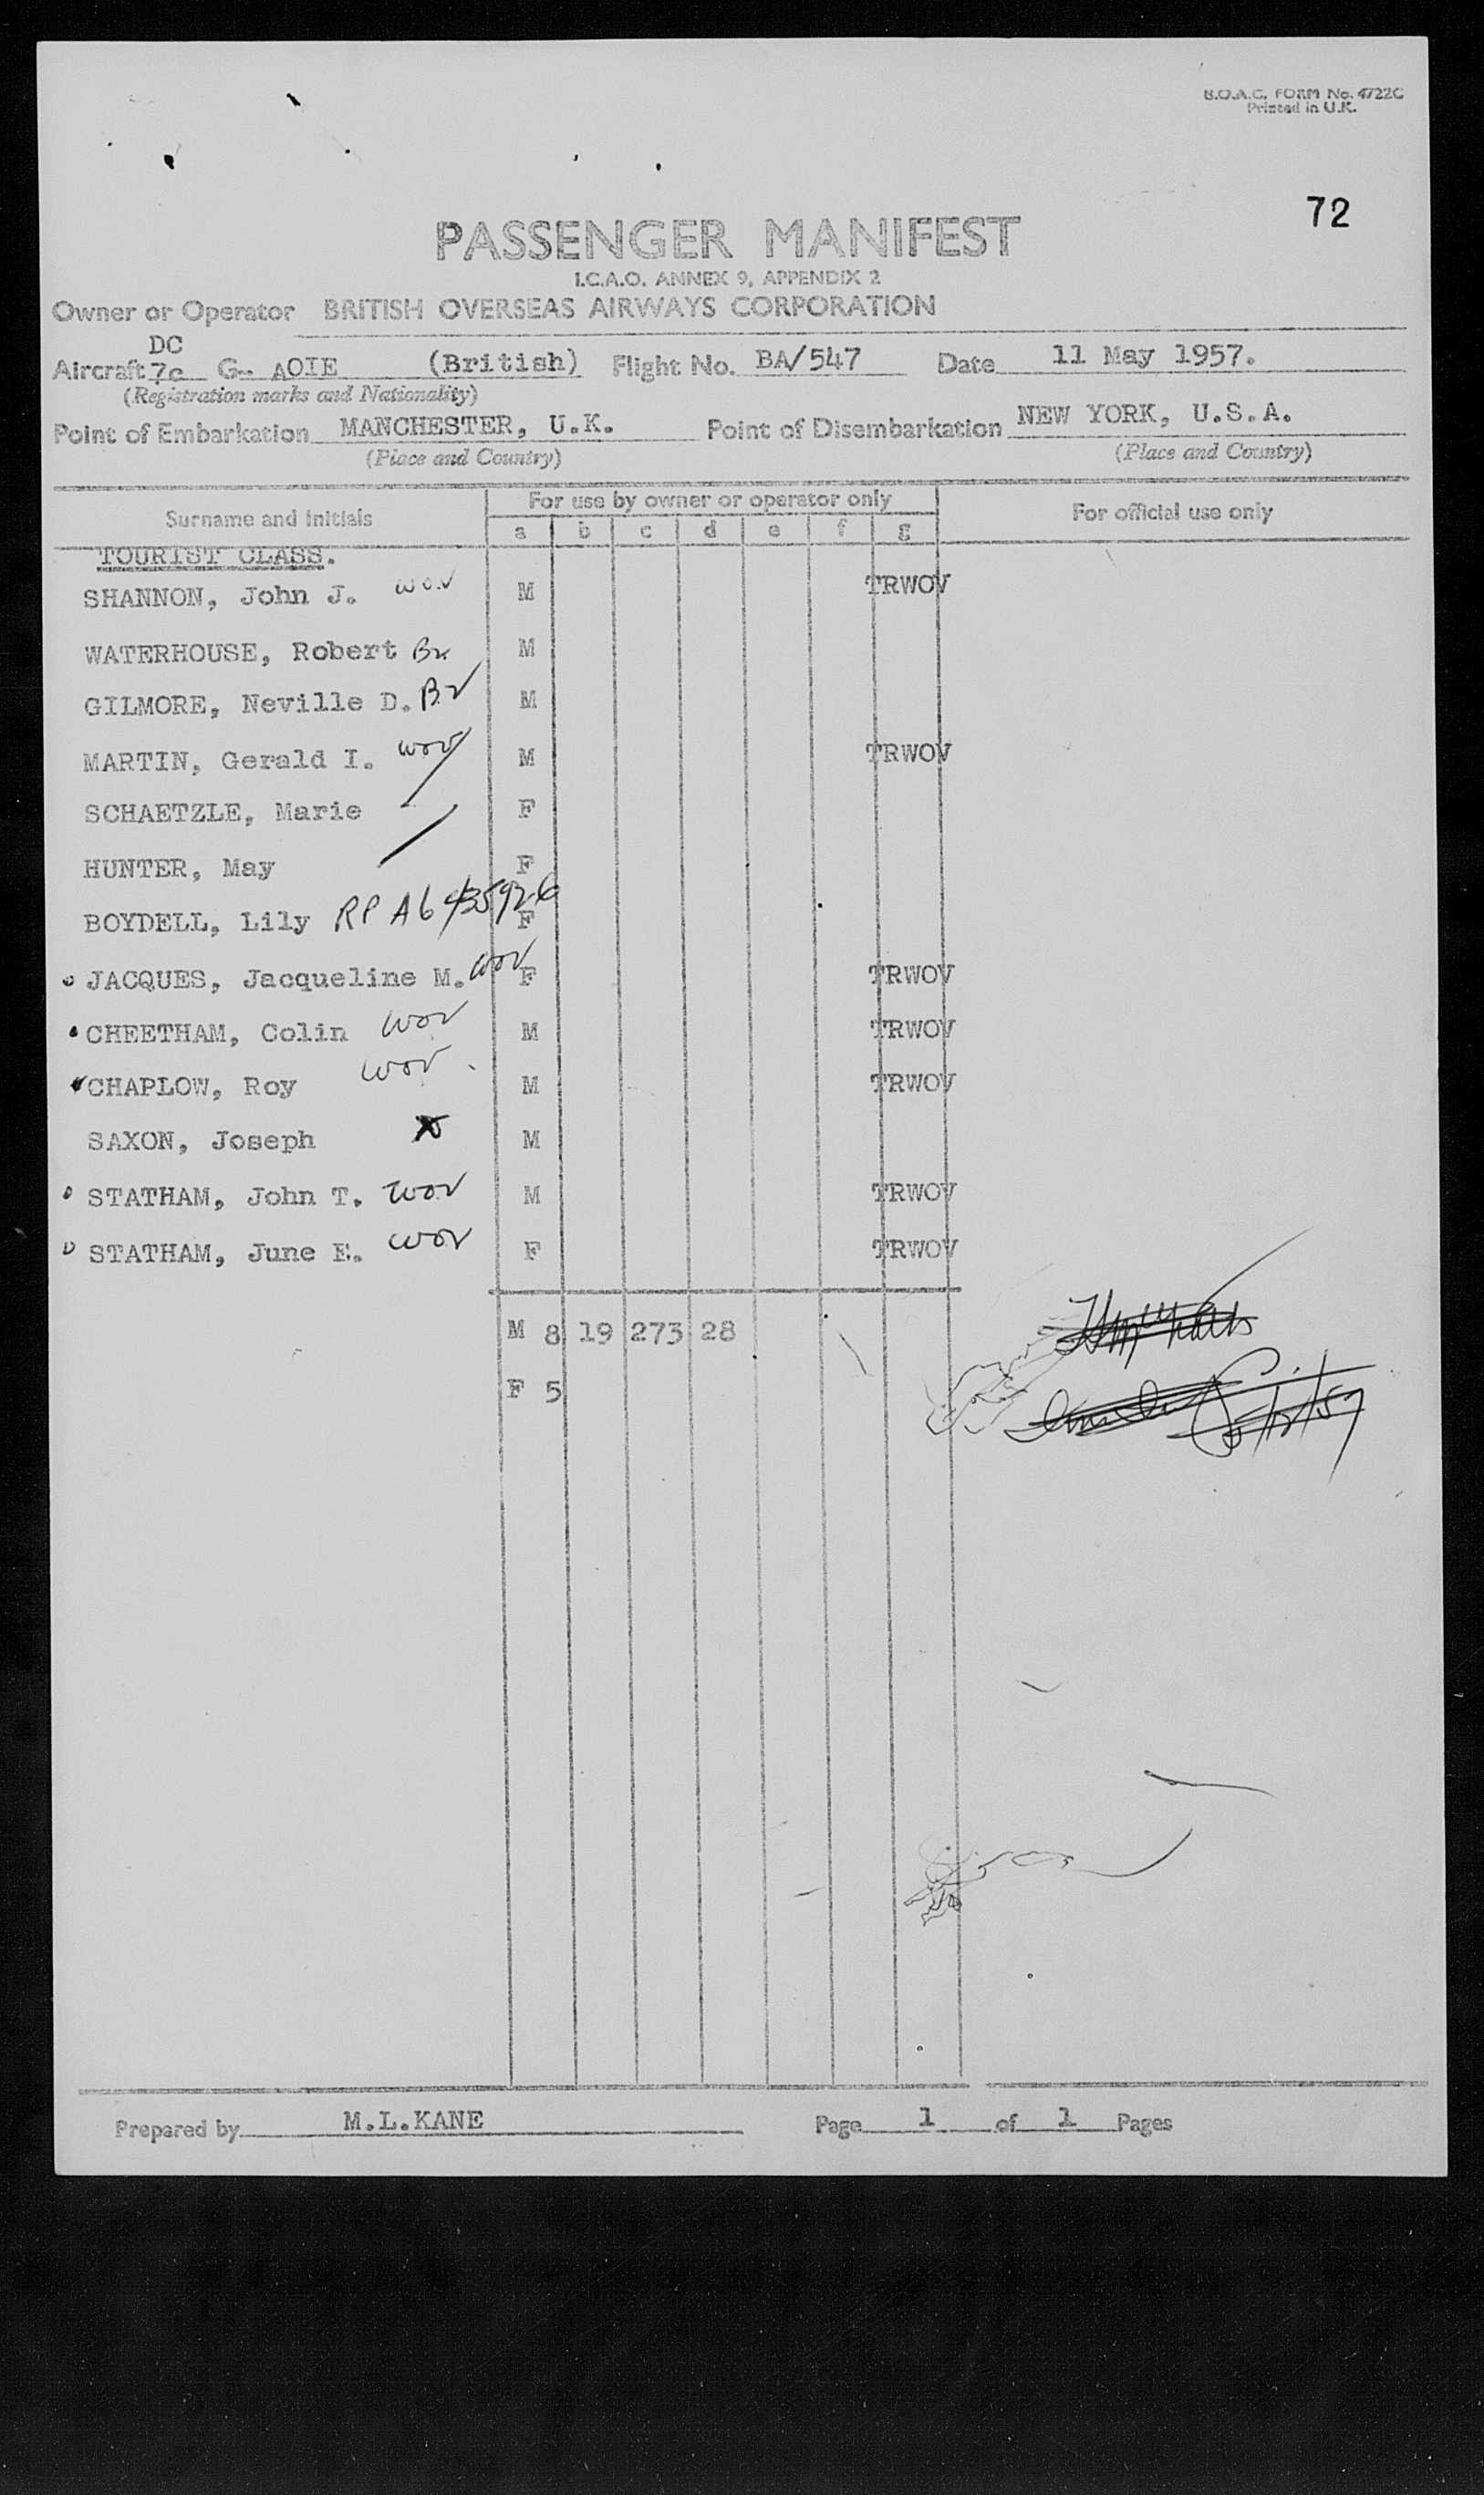 B.O.A.C. FORM No. 4722C
Printed in U.K.
72
PASSENGER MANIFEST
I.C.A.O. ANNEX 9, APPENDIX 2
Owner or Operator BRITISH OVERSEAS AIRWAYS CORPORATION
DC
Aircraft 7c G- AOIE (British) Flight No. BA/547 Date 11 May 1957.
(Registration marks and Nationality)
Point of Embarkation MANCHESTER, U.K. Point of Disembarkation NEW YORK, U.S.A.
(Place and Country) (Place and Country)
Surname and Initials For use by owner or operator only For official use only
a b c d e f g
TOURIST CLASS.
SHANNON, John J. wov M TRWOV
WATERHOUSE, Robert M
GILMORE, Neville D. M
MARTIN, Gerald I. wov M TRWOV
SCHAETZLE, Marie F
HUNTER, May F
BOYDELL, Lily RP A6 F
JACQUES, Jacqueline M. wov F TRWOV
CHEETHAM, Colin wov M TRWOV
CHAPLOW, Roy wov M TRWOV
SAXON, Joseph M
STATHAM, John T. wov M TRWOV
STATHAM, June E. wov F TRWOV
M 8 19 273 28
F 5
Prepared by M.L.KANE Page 1 of 1 Pages